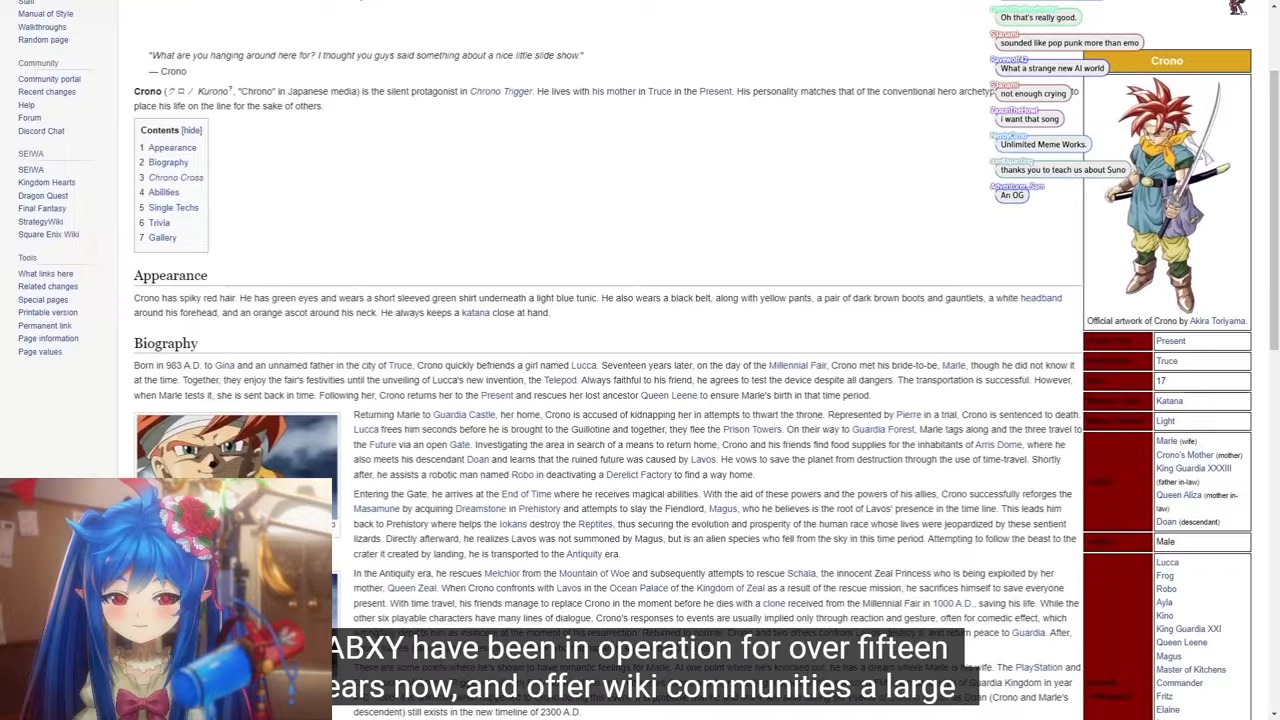 Staff
Manual of Style
Walkthroughs
Random page
Community
Community portal
Recent changes
Help
Forum
Discord Chat
SEIWA
SEIWA
Kingdom Hearts
Dragon Quest
Final Fantasy
StrategyWiki
Square Enix Wiki
Tools
What links here
Related changes
Special pages
Printable version
Permanent link
Page information
Page values
"What are you hanging around here for? I thought you guys said something about a nice little slide show."
— Crono
Crono (クロノ Kurono?, "Chrono" in Japanese media) is the silent protagonist in Chrono Trigger. He lives with his mother in Truce in the Present. His personality matches that of the conventional hero archetyp to
place his life on the line for the sake of others.
Contents [hide]
1 Appearance
2 Biography
3 Chrono Cross
4 Abilities
5 Single Techs
6 Trivia
7 Gallery
Appearance
Crono has spiky red hair. He has green eyes and wears a short sleeved green shirt underneath a light blue tunic. He also wears a black belt, along with yellow pants, a pair of dark brown boots and gauntlets, a white headband
around his forehead, and an orange ascot around his neck. He always keeps a katana close at hand.
Biography
Born in 983 A.D. to Gina and an unnamed father in the city of Truce, Crono quickly befriends a girl named Lucca. Seventeen years later, on the day of the Millennial Fair, Crono met his bride-to-be, Marle, though he did not know it
at the time. Together, they enjoy the fair's festivities until the unveiling of Lucca's new invention, the Telepod. Always faithful to his friend, he agrees to test the device despite all dangers. The transportation is successful. However,
when Marle tests it, she is sent back in time. Following her, Crono returns her to the Present and rescues her lost ancestor Queen Leene to ensure Marle's birth in that time period.
Returning Marle to Guardia Castle, her home, Crono is accused of kidnapping her in attempts to thwart the throne. Represented by Pierre in a trial, Crono is sentenced to death.
Lucca frees him seconds before he is brought to the Guillotine and together, they flee the Prison Towers. On their way to Guardia Forest, Marle tags along and the three travel to
the Future via an open Gate. Investigating the area in search of a means to return home, Crono and his friends find food supplies for the inhabitants of Arris Dome, where he
also meets his descendent Doan and learns that the ruined future was caused by Lavos. He vows to save the planet from destruction through the use of time-travel. Shortly
after, he assists a robotic man named Robo in deactivating a Derelict Factory to find a way home.
Entering the Gate, he arrives at the End of Time where he receives magical abilities. With the aid of these powers and the powers of his allies, Crono successfully reforges the
Masamune by acquiring Dreamstone in Prehistory and attempts to slay the Fiendlord, Magus, who he believes is the root of Lavos' presence in the time line. This leads him
back to Prehistory where helps the Iokans destroy the Reptites, thus securing the evolution and prosperity of the human race whose lives were jeopardized by these sentient
lizards. Directly afterward, he realizes Lavos was not summoned by Magus, but is an alien species who fell from the sky in this time period. Attempting to follow the beast to the
crater it created by landing, he is transported to the Antiquity era.
In the Antiquity era, he rescues Melchior from the Mountain of Woe and subsequently attempts to rescue Schala, the innocent Zeal Princess who is being exploited by her
mother, Queen Zeal. When Crono confronts with Lavos in the Ocean Palace of the Kingdom of Zeal as a result of the rescue mission, he sacrifices himself to save everyone
present. With time travel, his friends manage to replace Crono in the moment before he dies with a clone received from the Millennial Fair in 1000 A.D., saving his life. While the
other six playable characters have many lines of dialogue, Crono's responses to events are usually implied only through reaction and gesture, often for comedic effect,
return peace to Guardia. After,
The PlayStation and
Guardia Kingdom in year
Doan (Crono and Marle's
descendent) still exists in the new timeline of 2300 A.D.
Oh that's really good.
sounded like pop punk more than emo
Ravewolf42
What a strange new AI world
not enough crying
ZaxonTheHowl
i want that song
Unlimited Meme Works.
thanks you to teach us about Suno
Adventurer_Sam
An OG
Crono
Official artwork of Crono by Akira Toriyama.
Present
Truce
17
Katana
Light
Marle (wife)
Crono's Mother (mother)
King Guardia XXXIII
(father in-law)
Queen Aliza (mother in-
law)
Doan (descendant)
Male
Lucca
Frog
Robo
Ayla
Kino
King Guardia XXI
Queen Leene
Magus
Master of Kitchens
Commander
Fritz
Elaine
ABXY have been in operation for over fifteen
ears now, and offer wiki communities a large